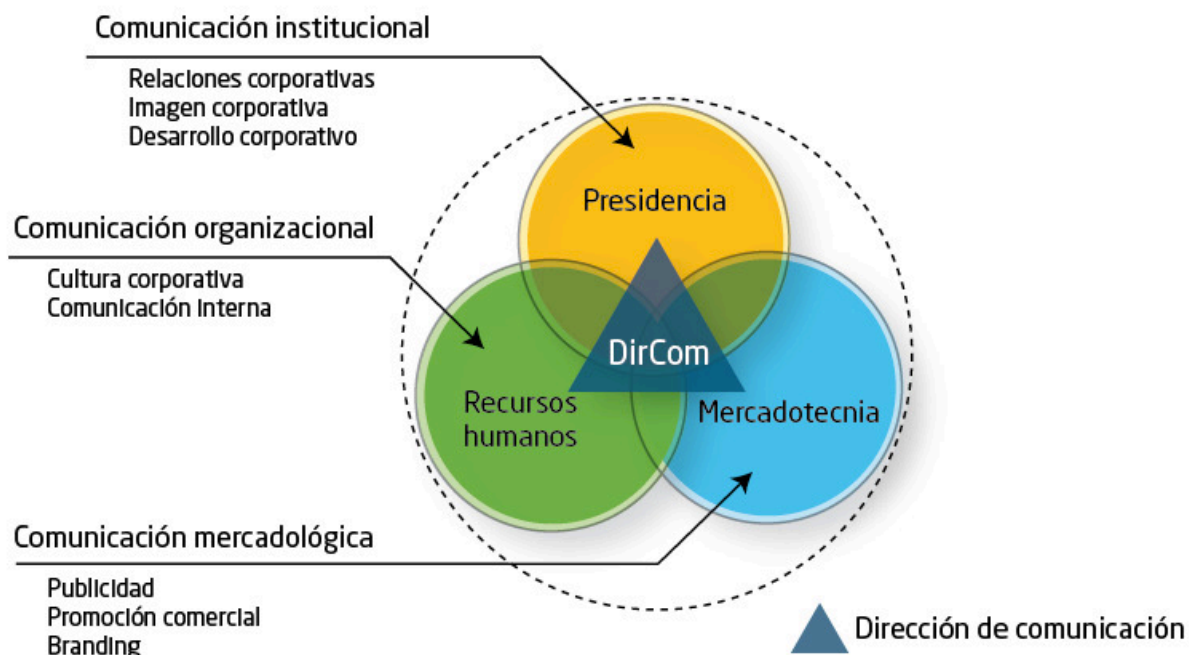 Comunicación institucional
Relaciones corporativas
Imagen corporativa
Desarrollo corporativo
Presidencia
Comunicación organizacional
Cultura corporativa
Comunicación interna
DirCom
Recursos
humanos
Mercadotecnia
Comunicación mercadológica
Publicidad
Promoción comercial
Branding
Dirección de comunicación